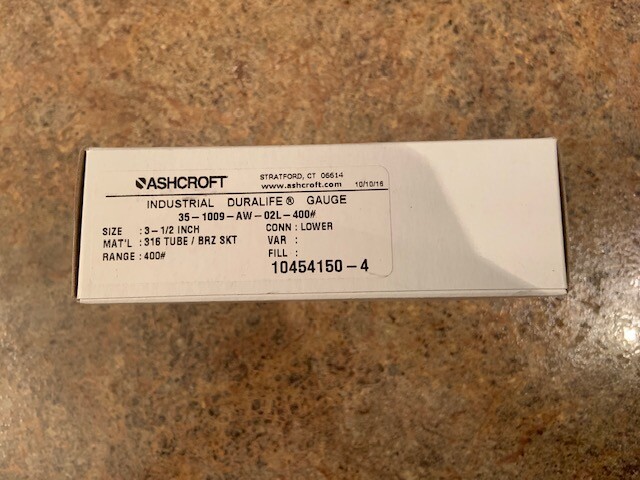 ASHCROFT STRATFORD, CT 06614
www.ashcroft.com 10/10/16
INDUSTRIAL DURALIFE® GAUGE
35-1009-AW-02L-400#
SIZE : 3-1/2 INCH CONN : LOWER
MAT'L : 316 TUBE / BRZ SKT VAR :
RANGE : 400# FILL :
10454150-4